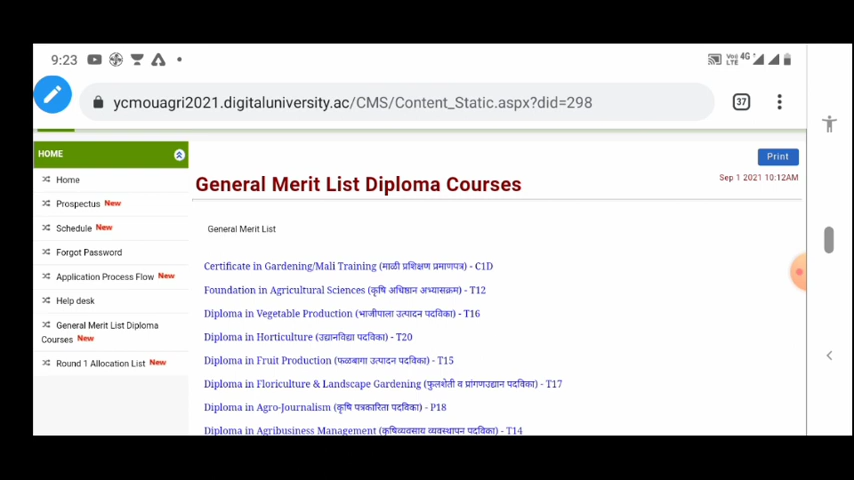 9:23
Voo 4G
LTE
ycmouagri2021.digitaluniversity.ac/CMS/Content_Static.aspx?did=298
37
HOME
Print
General Merit List Diploma Courses
Sep 1 2021 10:12AM
Home
Prospectus New
Schedule New
Forgot Password
Application Process Flow New
Help desk
General Merit List Diploma
Courses New
Round 1 Allocation List New
General Merit List
Certificate in Gardening/Mali Training (माळी प्रशिक्षण प्रमाणपत्र) - C1D
Foundation in Agricultural Sciences (कृषि अधिष्ठान अभ्यासक्रम) - T12
Diploma in Vegetable Production (भाजीपाला उत्पादन पदविका) - T16
Diploma in Horticulture (उद्यानविद्या पदविका) - T20
Diploma in Fruit Production (फळबागा उत्पादन पदविका) - T15
Diploma in Floriculture & Landscape Gardening (फुलशेती व प्रांगणउद्यान पदविका) - T17
Diploma in Agro-Journalism (कृषि पत्रकारिता पदविका) - P18
Diploma in Agribusiness Management (कृषिव्यवसाय व्यवस्थापन पदविका) - T14